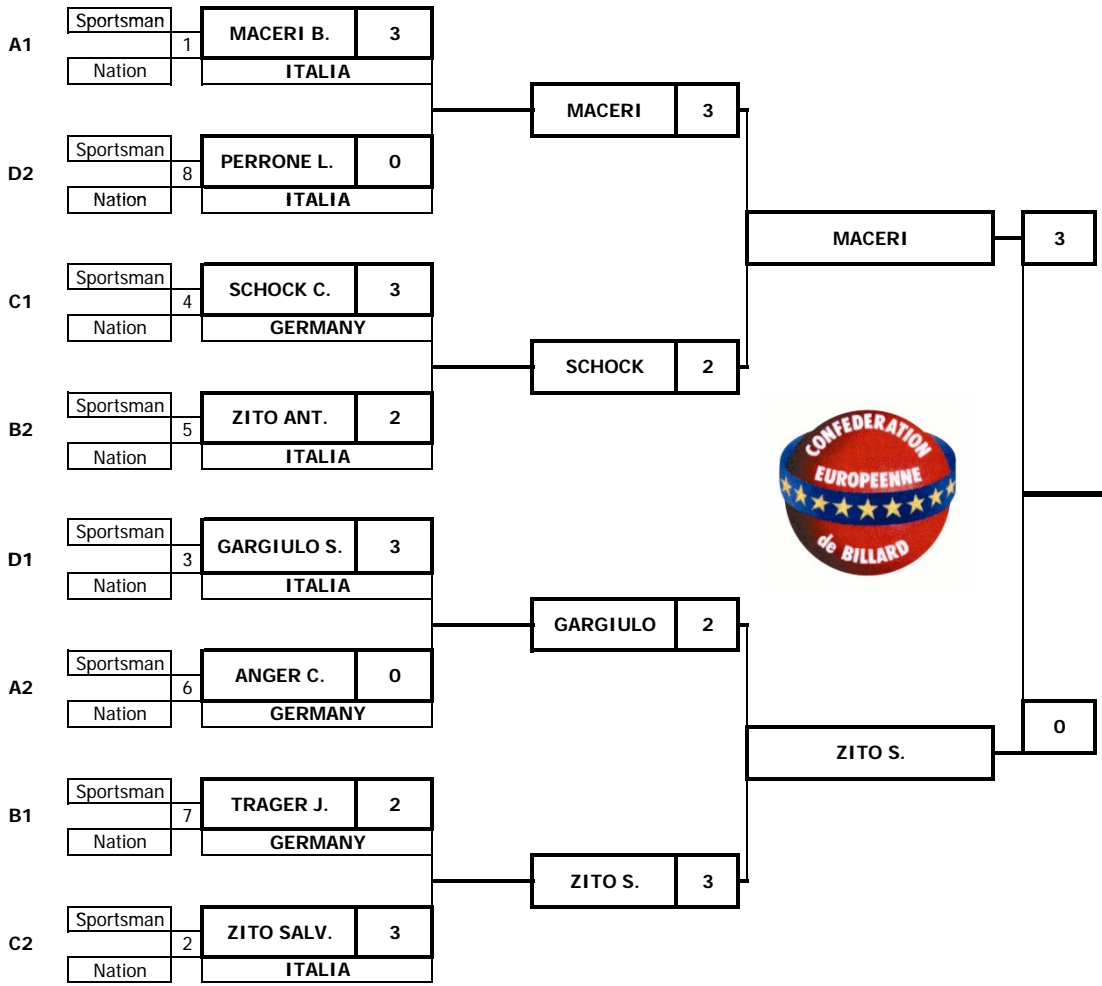 A1
Sportsman
1
MACERI B. 3
Nation
ITALIA
MACERI 3
D2
Sportsman
8
PERRONE L. 0
Nation
ITALIA
MACERI 3
C1
Sportsman
4
SCHOCK C. 3
Nation
GERMANY
SCHOCK 2
B2
Sportsman
5
ZITO ANT. 2
Nation
ITALIA
CONFEDERATION
EUROPEENNE
de BILLARD
D1
Sportsman
3
GARGIULO S. 3
Nation
ITALIA
GARGIULO 2
A2
Sportsman
6
ANGER C. 0
Nation
GERMANY
ZITO S. 0
B1
Sportsman
7
TRAGER J. 2
Nation
GERMANY
ZITO S. 3
C2
Sportsman
2
ZITO SALV. 3
Nation
ITALIA